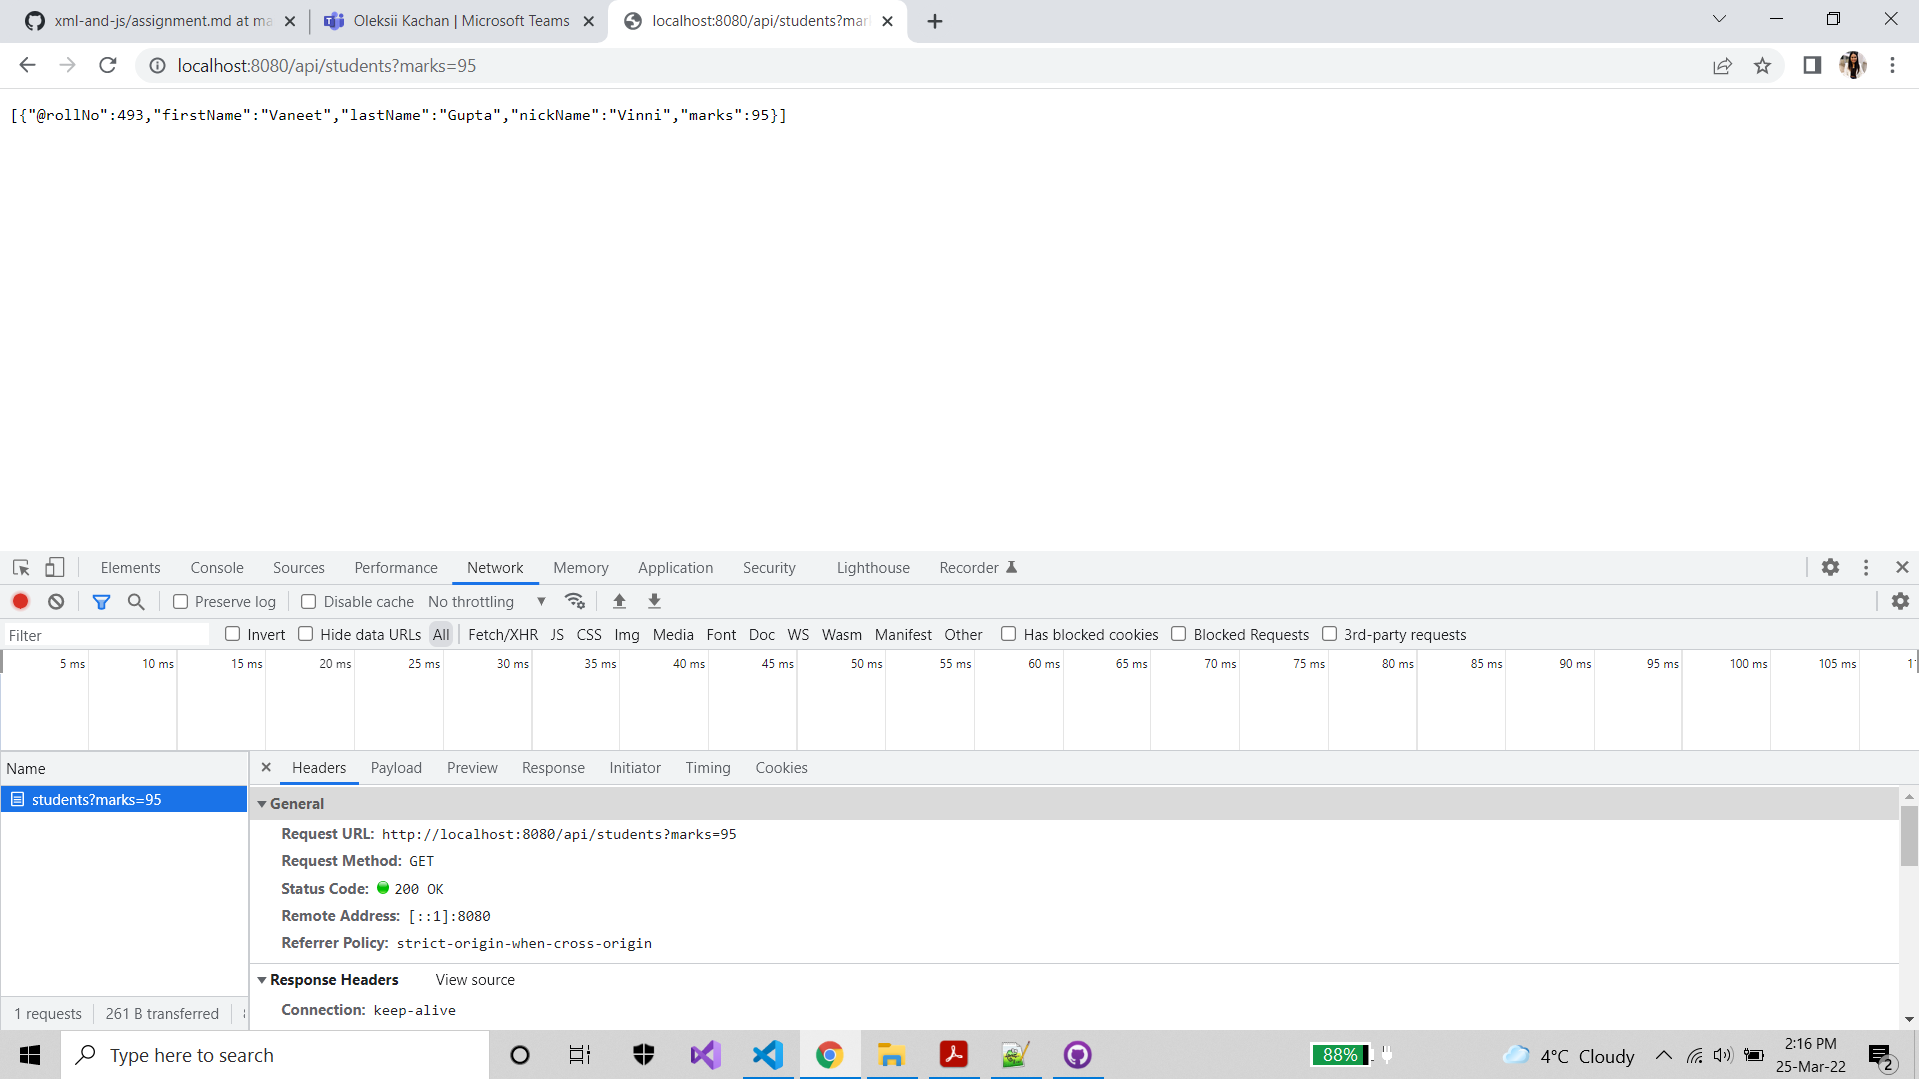 xml-and-js/assignment.md at ma
Oleksii Kachan | Microsoft Teams
localhost:8080/api/students?mar
localhost:8080/api/students?marks=95
[{"@rollNo":493,"firstName":"Vaneet","lastName":"Gupta","nickName":"Vinni","marks":95}]
Elements Console Sources Performance Network Memory Application Security Lighthouse Recorder
Preserve log Disable cache No throttling
Filter Invert Hide data URLs All Fetch/XHR JS CSS Img Media Font Doc WS Wasm Manifest Other Has blocked cookies Blocked Requests 3rd-party requests
5 ms 10 ms 15 ms 20 ms 25 ms 30 ms 35 ms 40 ms 45 ms 50 ms 55 ms 60 ms 65 ms 70 ms 75 ms 80 ms 85 ms 90 ms 95 ms 100 ms 105 ms
Name
Headers Payload Preview Response Initiator Timing Cookies
students?marks=95
General
Request URL: http://localhost:8080/api/students?marks=95
Request Method: GET
Status Code: 200 OK
Remote Address: [::1]:8080
Referrer Policy: strict-origin-when-cross-origin
Response Headers View source
Connection: keep-alive
1 requests 261 B transferred
Type here to search
88%
4°C Cloudy
2:16 PM
25-Mar-22
2